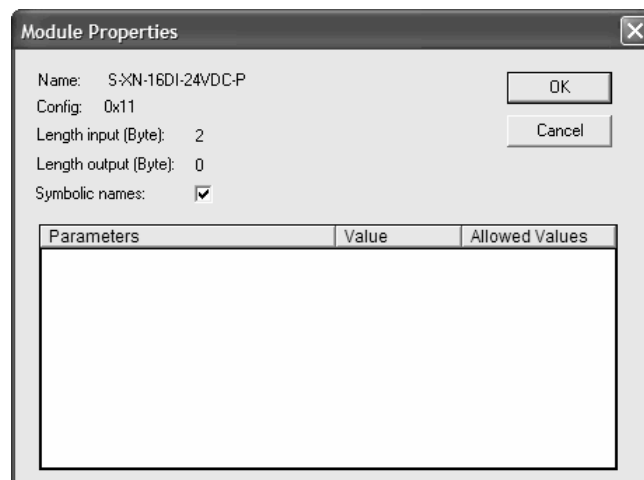 Module Properties
Name: S-XN-16DI-24VDC-P
OK
Config: 0x11
Length input (Byte): 2
Cancel
Length output (Byte): 0
Symbolic names:
Parameters Value Allowed Values